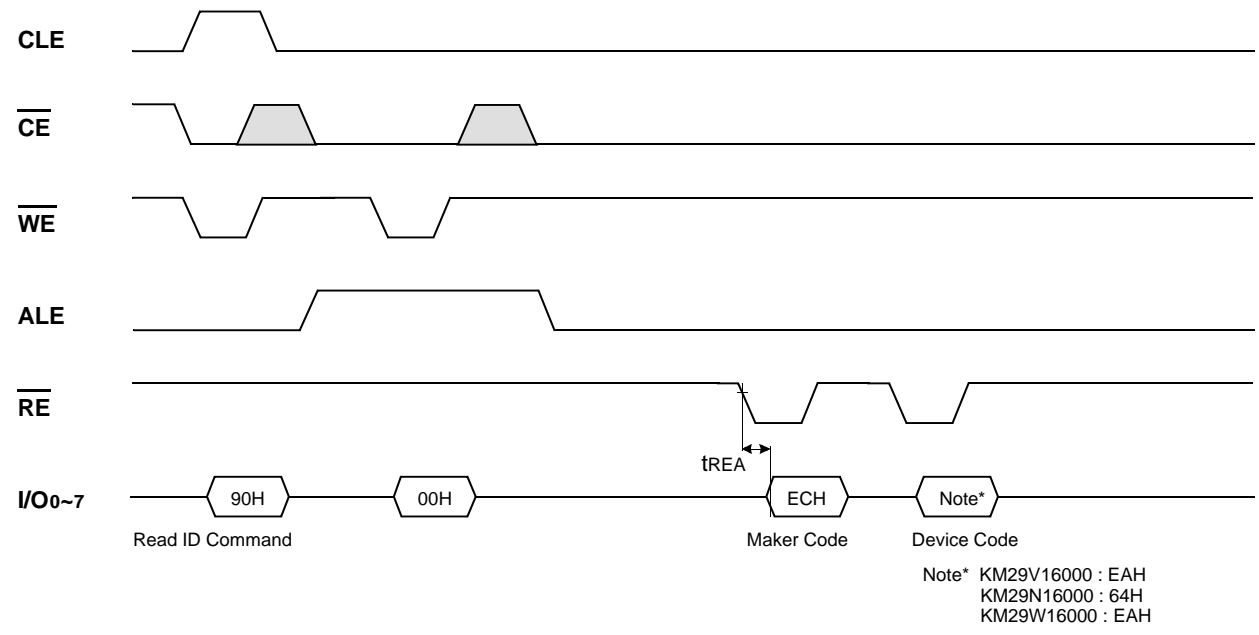 CLE
CE
WE
ALE
RE
tREA
I/O0~7
90H
00H
ECH
Note*
Read ID Command
Maker Code
Device Code
Note* KM29V16000 : EAH
KM29N16000 : 64H
KM29W16000 : EAH